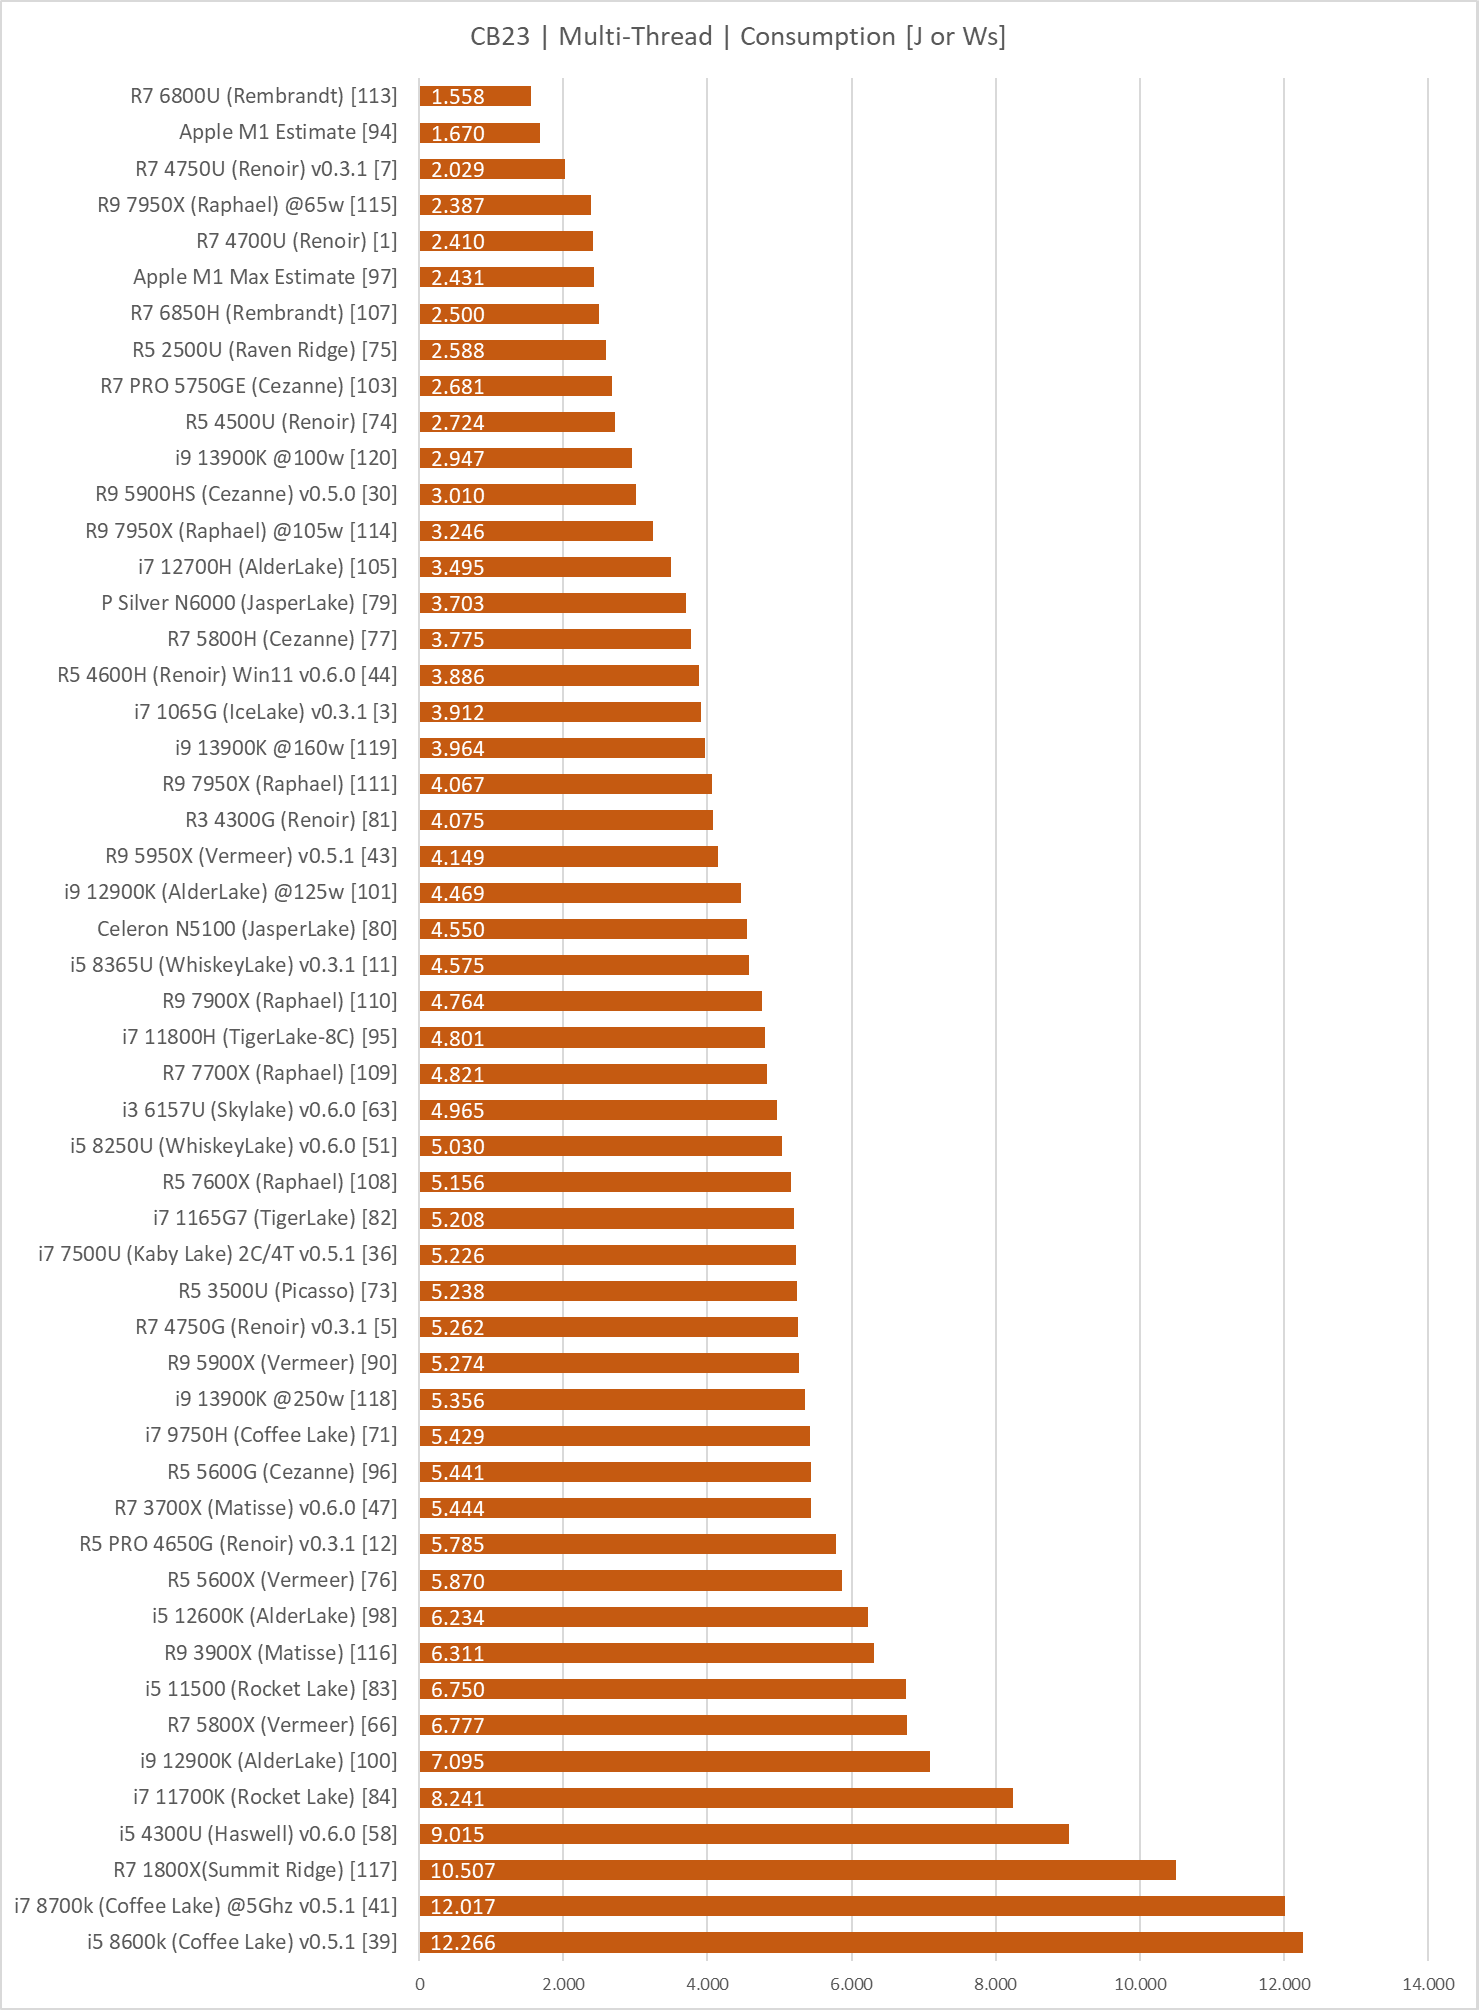 CB23 | Multi-Thread | Consumption [J or Ws]
R7 6800U (Rembrandt) [113] 1.558
Apple M1 Estimate [94] 1.670
R7 4750U (Renoir) v0.3.1 [7] 2.029
R9 7950X (Raphael) @65w [115] 2.387
R7 4700U (Renoir) [1] 2.410
Apple M1 Max Estimate [97] 2.431
R7 6850H (Rembrandt) [107] 2.500
R5 2500U (Raven Ridge) [75] 2.588
R7 PRO 5750GE (Cezanne) [103] 2.681
R5 4500U (Renoir) [74] 2.724
i9 13900K @100w [120] 2.947
R9 5900HS (Cezanne) v0.5.0 [30] 3.010
R9 7950X (Raphael) @105w [114] 3.246
i7 12700H (AlderLake) [105] 3.495
P Silver N6000 (JasperLake) [79] 3.703
R7 5800H (Cezanne) [77] 3.775
R5 4600H (Renoir) Win11 v0.6.0 [44] 3.886
i7 1065G (IceLake) v0.3.1 [3] 3.912
i9 13900K @160w [119] 3.964
R9 7950X (Raphael) [111] 4.067
R3 4300G (Renoir) [81] 4.075
R9 5950X (Vermeer) v0.5.1 [43] 4.149
i9 12900K (AlderLake) @125w [101] 4.469
Celeron N5100 (JasperLake) [80] 4.550
i5 8365U (WhiskeyLake) v0.3.1 [11] 4.575
R9 7900X (Raphael) [110] 4.764
i7 11800H (TigerLake-8C) [95] 4.801
R7 7700X (Raphael) [109] 4.821
i3 6157U (Skylake) v0.6.0 [63] 4.965
i5 8250U (WhiskeyLake) v0.6.0 [51] 5.030
R5 7600X (Raphael) [108] 5.156
i7 1165G7 (TigerLake) [82] 5.208
i7 7500U (Kaby Lake) 2C/4T v0.5.1 [36] 5.226
R5 3500U (Picasso) [73] 5.238
R7 4750G (Renoir) v0.3.1 [5] 5.262
R9 5900X (Vermeer) [90] 5.274
i9 13900K @250w [118] 5.356
i7 9750H (Coffee Lake) [71] 5.429
R5 5600G (Cezanne) [96] 5.441
R7 3700X (Matisse) v0.6.0 [47] 5.444
R5 PRO 4650G (Renoir) v0.3.1 [12] 5.785
R5 5600X (Vermeer) [76] 5.870
i5 12600K (AlderLake) [98] 6.234
R9 3900X (Matisse) [116] 6.311
i5 11500 (Rocket Lake) [83] 6.750
R7 5800X (Vermeer) [66] 6.777
i9 12900K (AlderLake) [100] 7.095
i7 11700K (Rocket Lake) [84] 8.241
i5 4300U (Haswell) v0.6.0 [58] 9.015
R7 1800X(Summit Ridge) [117] 10.507
i7 8700k (Coffee Lake) @5Ghz v0.5.1 [41] 12.017
i5 8600k (Coffee Lake) v0.5.1 [39] 12.266
0 2.000 4.000 6.000 8.000 10.000 12.000 14.000